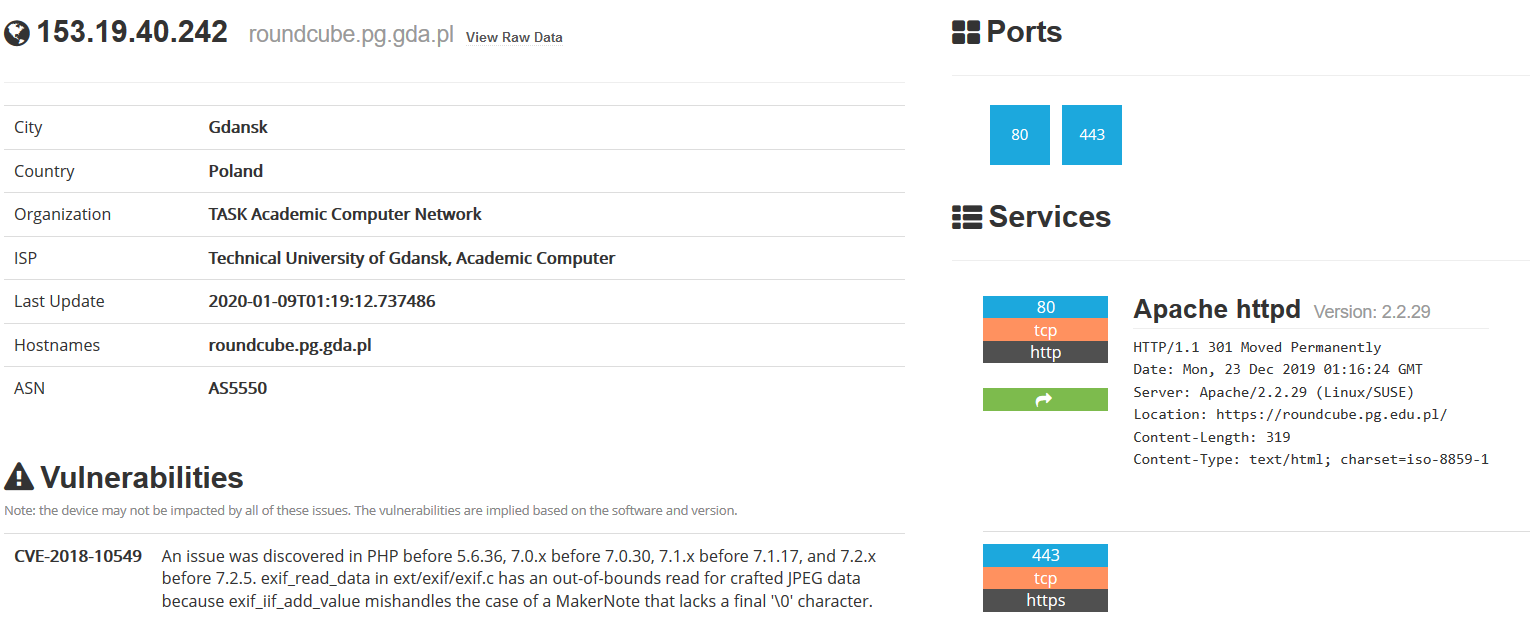 153.19.40.242 roundcube.pg.gda.pl View Raw Data
City Gdansk
Country Poland
Organization TASK Academic Computer Network
ISP Technical University of Gdansk, Academic Computer
Last Update 2020-01-09T01:19:12.737486
Hostnames roundcube.pg.gda.pl
ASN AS5550
Vulnerabilities
Note: the device may not be impacted by all of these issues. The vulnerabilities are implied based on the software and version.
CVE-2018-10549 An issue was discovered in PHP before 5.6.36, 7.0.x before 7.0.30, 7.1.x before 7.1.17, and 7.2.x
before 7.2.5. exif_read_data in ext/exif/exif.c has an out-of-bounds read for crafted JPEG data
because exif_iif_add_value mishandles the case of a MakerNote that lacks a final '\0' character.
Ports
80 443
Services
80
tcp
http
Apache httpd Version: 2.2.29
HTTP/1.1 301 Moved Permanently
Date: Mon, 23 Dec 2019 01:16:24 GMT
Server: Apache/2.2.29 (Linux/SUSE)
Location: https://roundcube.pg.edu.pl/
Content-Length: 319
Content-Type: text/html; charset=iso-8859-1
443
tcp
https